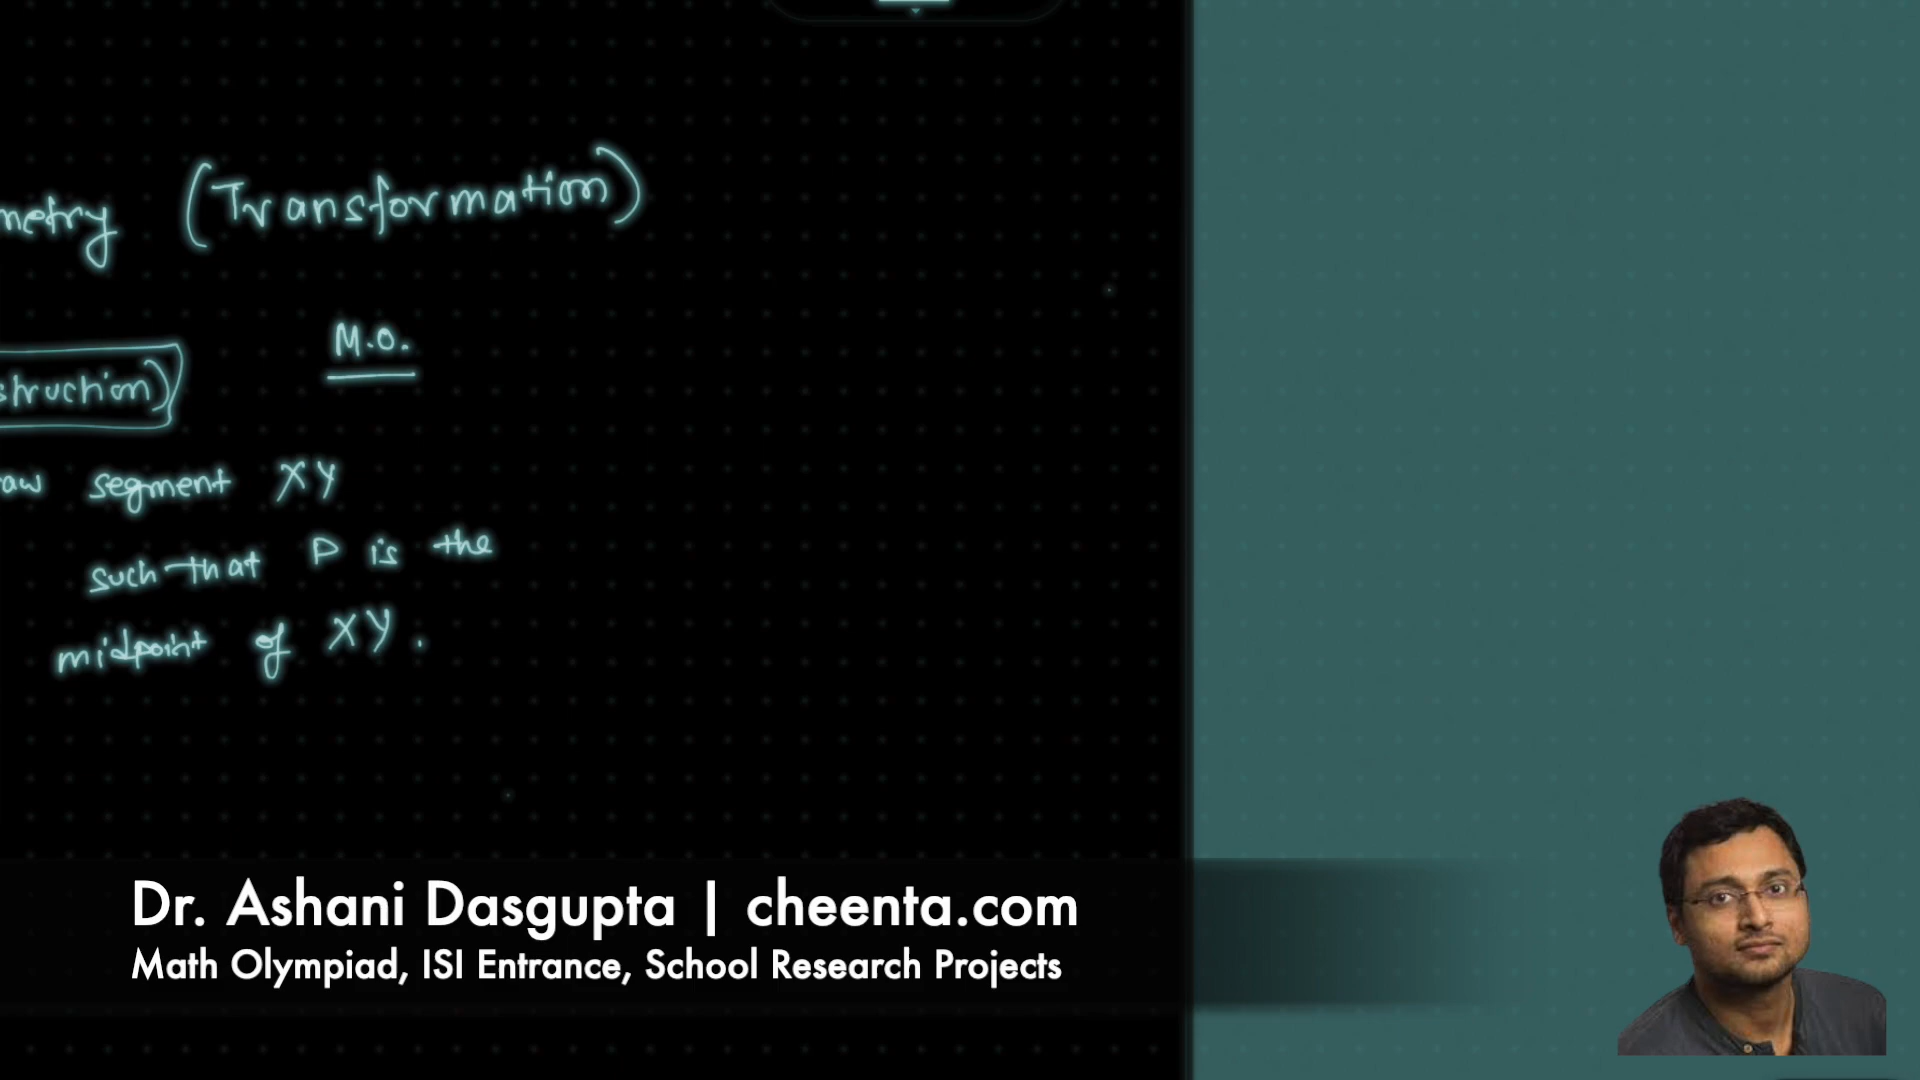 metry (Transformation)
M.O.
struction)
aw segment XY
such that P is the
midpoint of XY.
Dr. Ashani Dasgupta | cheenta.com
Math Olympiad, ISI Entrance, School Research Projects